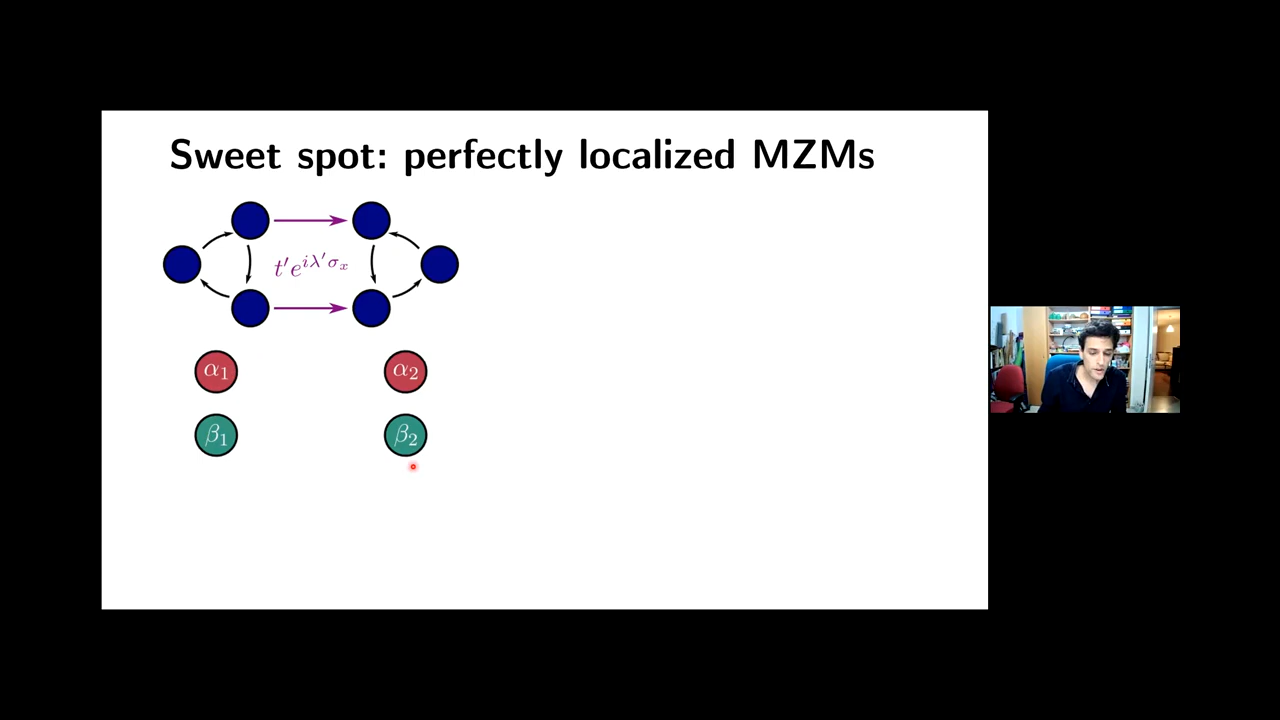 Sweet spot: perfectly localized MZMs
t′e^{iλ′σ_x}
α₁ α₂
β₁ β₂